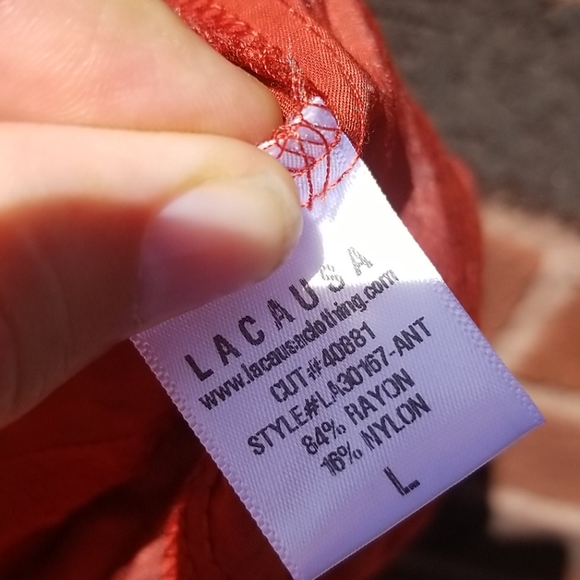 LACAUSA
www.lacausaclothing.com
CUT#40881
STYLE#LA30167-ANT
84% RAYON
16% NYLON
L